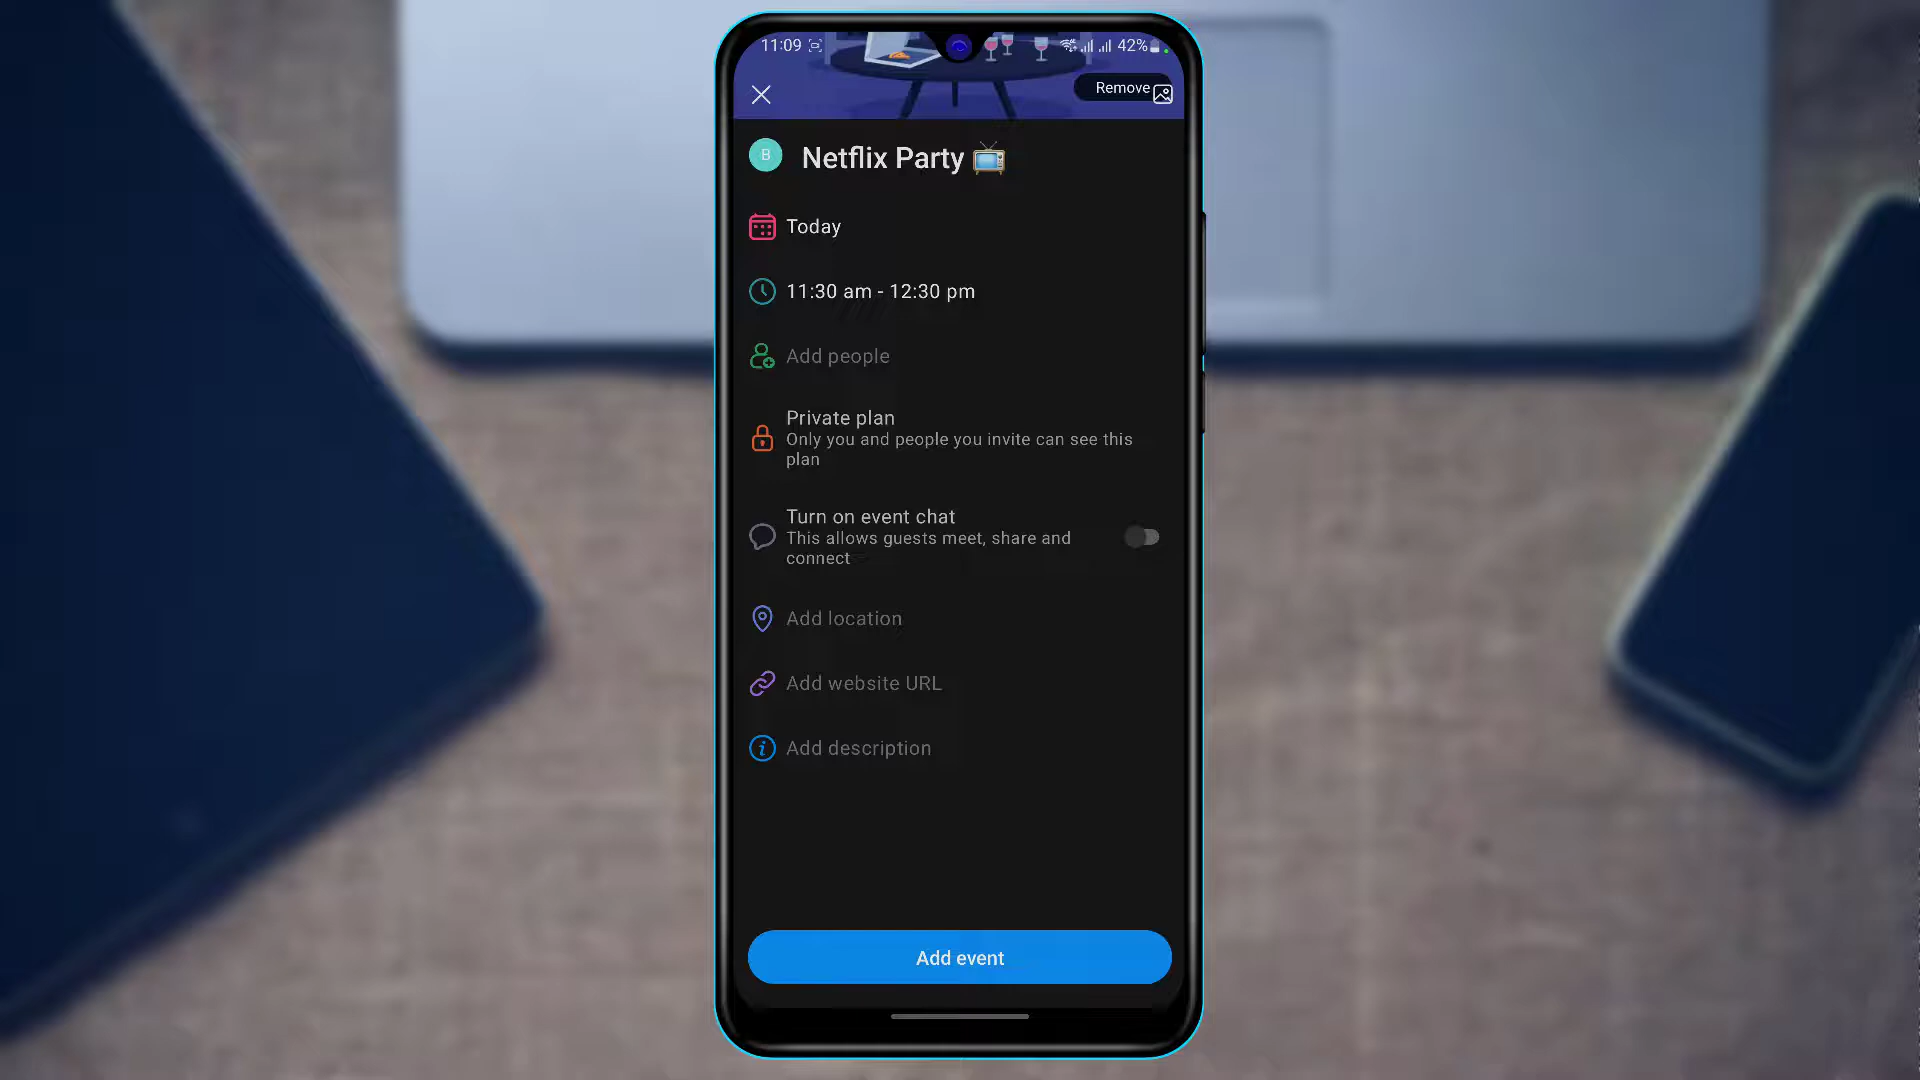 11:09 42%
Remove
B Netflix Party 📺
Today
11:30 am - 12:30 pm
Add people
Private plan
Only you and people you invite can see this
plan
Turn on event chat
This allows guests meet, share and
connect
Add location
Add website URL
Add description
Add event